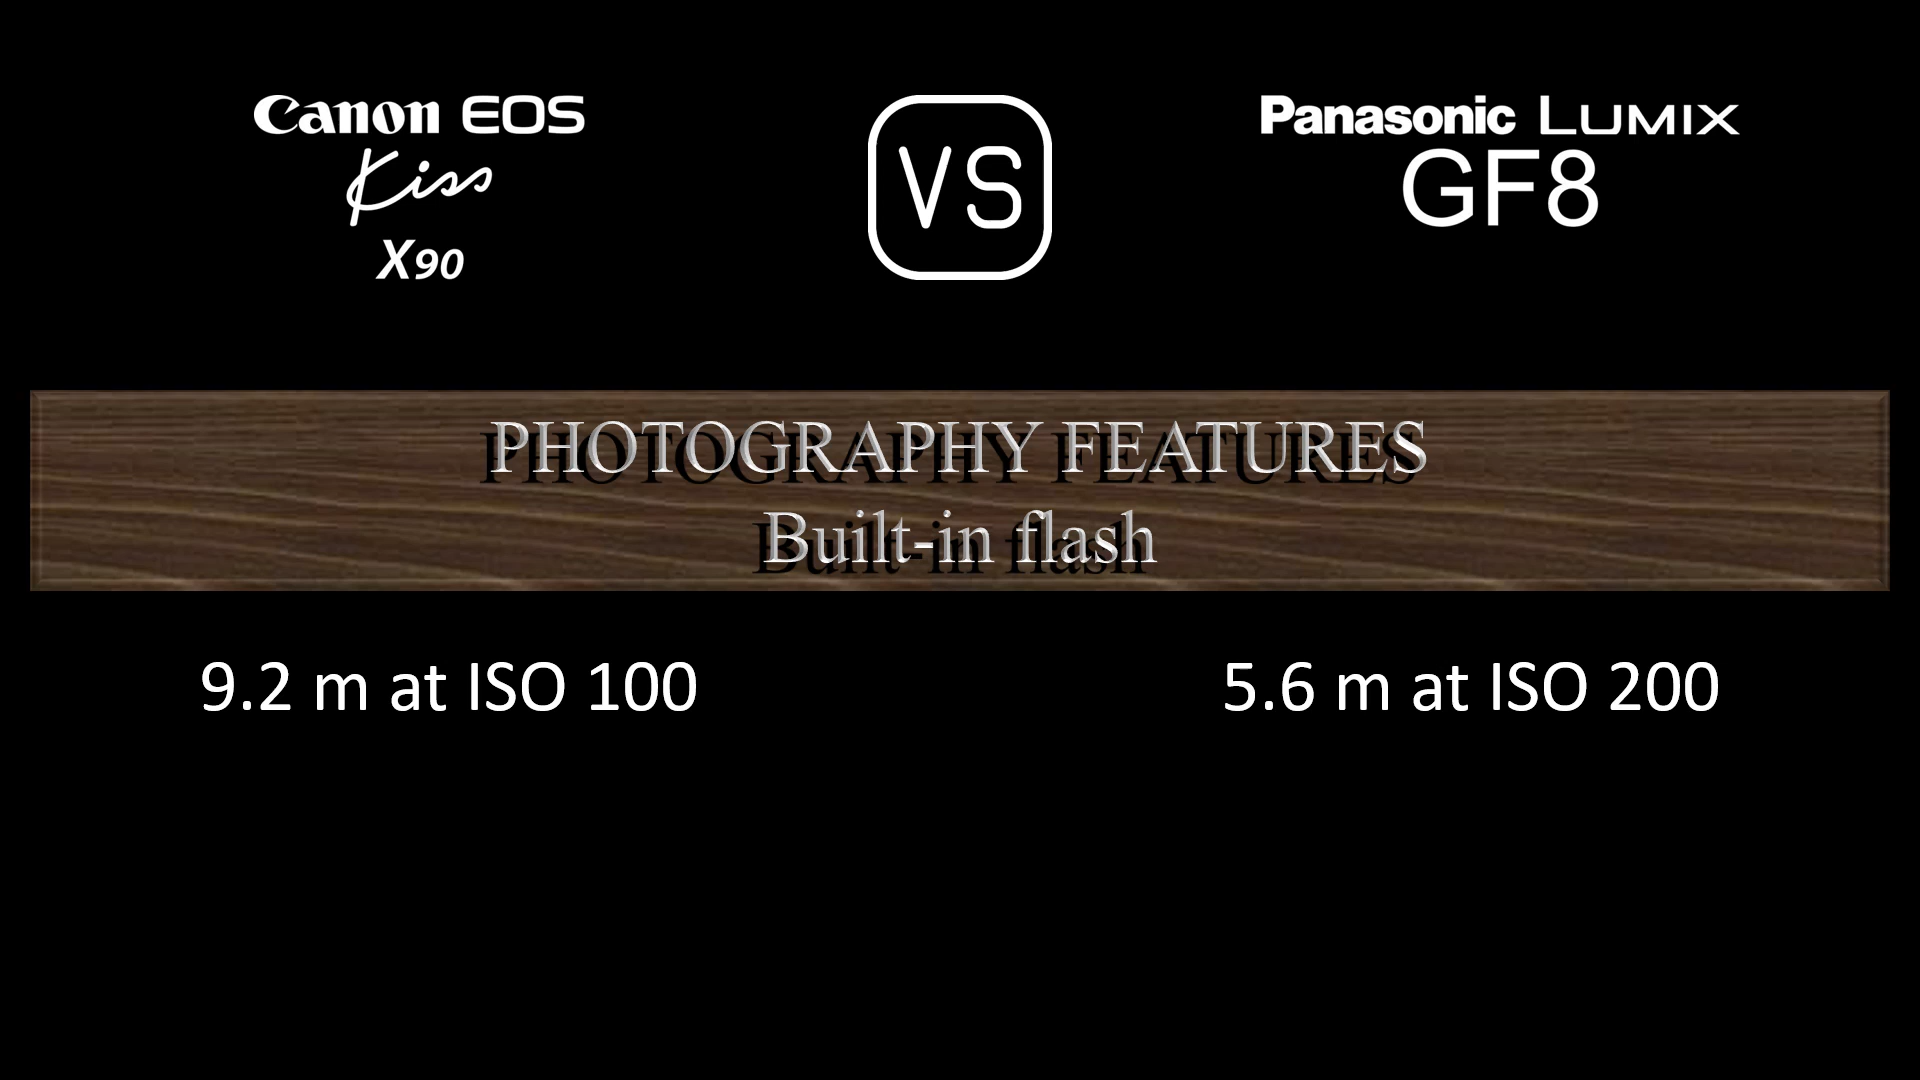 Canon EOS
Kiss
X90
VS
Panasonic LUMIX
GF8
PHOTOGRAPHY FEATURES
Built-in flash
9.2 m at ISO 100
5.6 m at ISO 200